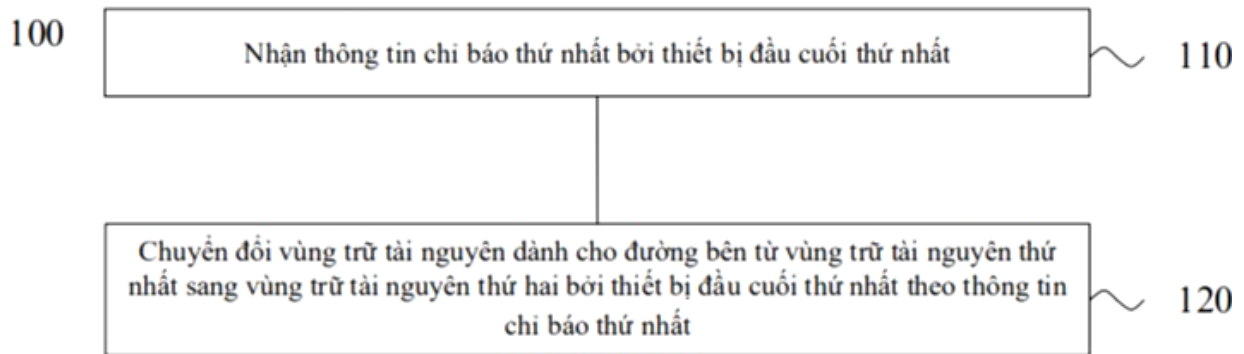 100
Nhận thông tin chỉ báo thứ nhất bởi thiết bị đầu cuối thứ nhất
110
Chuyển đổi vùng trữ tài nguyên dành cho đường bên từ vùng trữ tài nguyên thứ
nhất sang vùng trữ tài nguyên thứ hai bởi thiết bị đầu cuối thứ nhất theo thông tin
chỉ báo thứ nhất
120